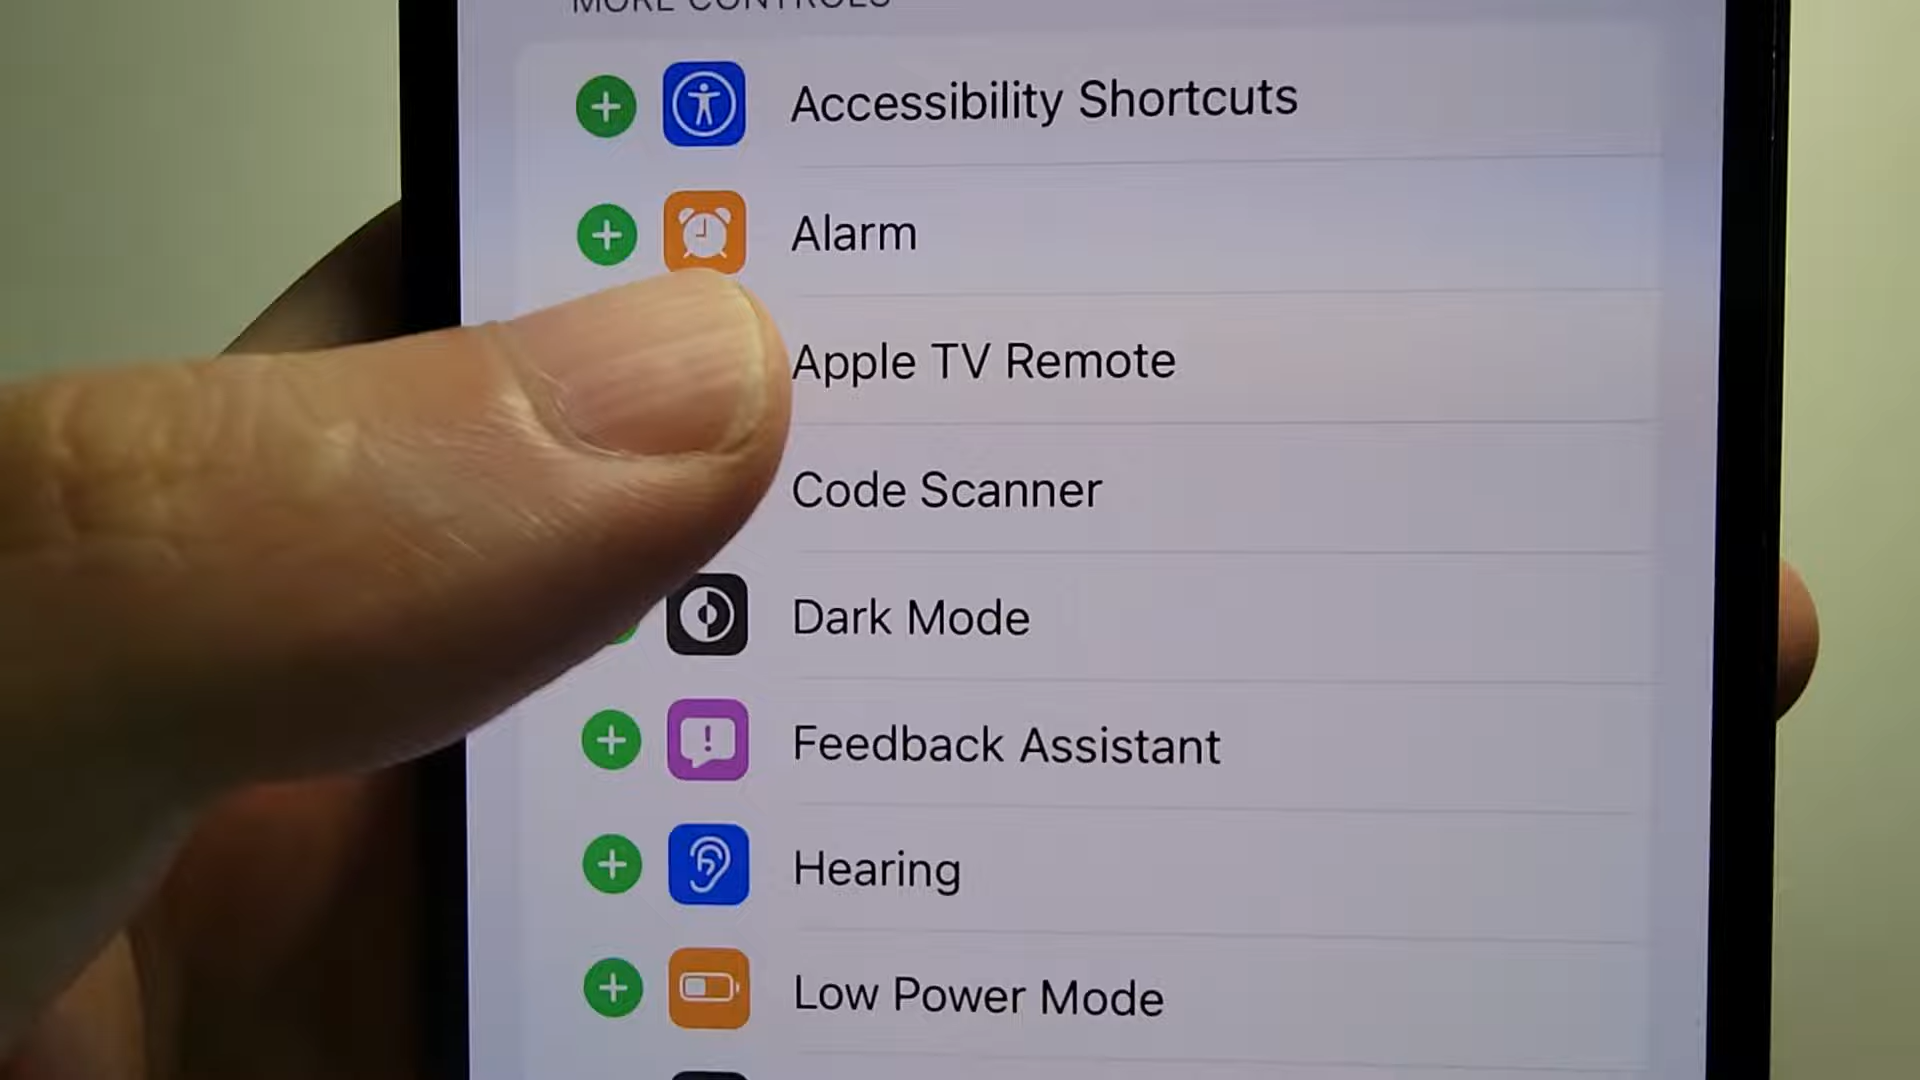 MORE CONTROLS
Accessibility Shortcuts
Alarm
Apple TV Remote
Code Scanner
Dark Mode
Feedback Assistant
Hearing
Low Power Mode